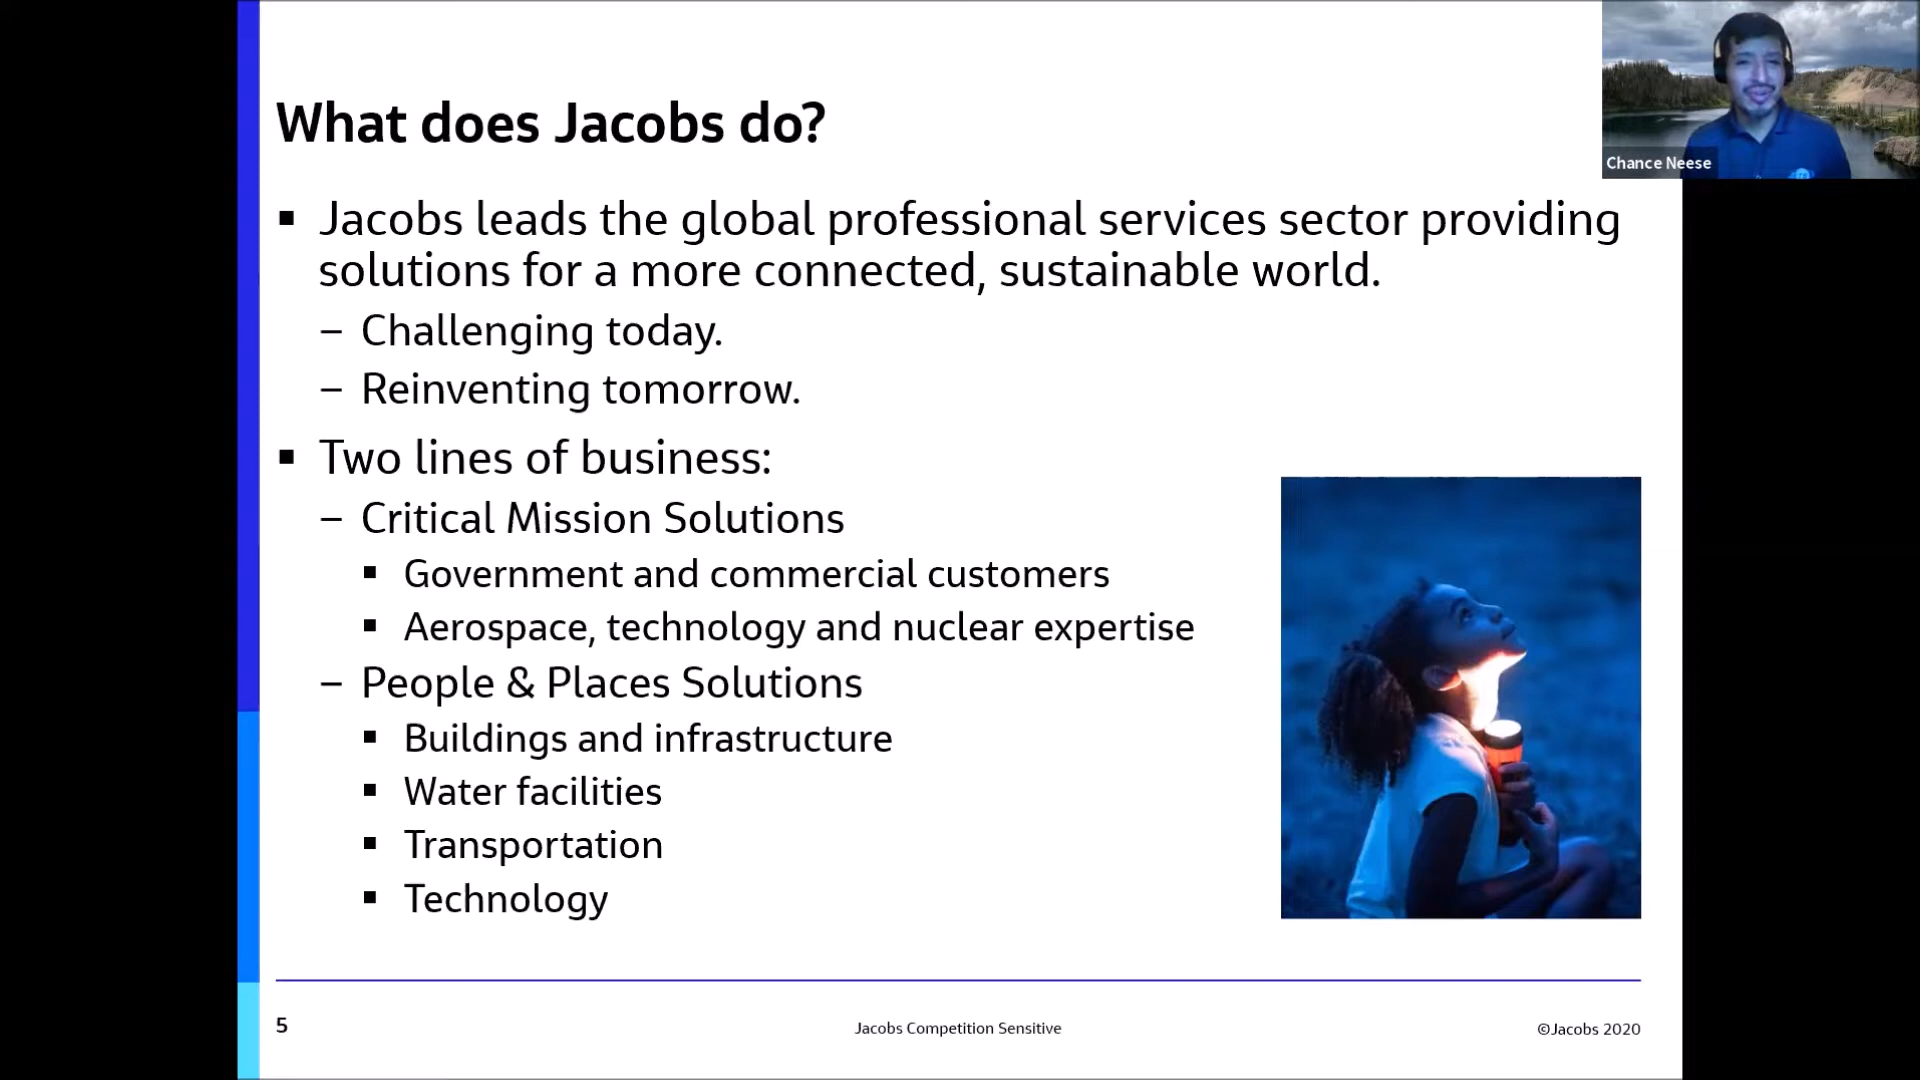 What does Jacobs do?
Chance Neese
▪ Jacobs leads the global professional services sector providing
solutions for a more connected, sustainable world.
– Challenging today.
– Reinventing tomorrow.
▪ Two lines of business:
– Critical Mission Solutions
▪ Government and commercial customers
▪ Aerospace, technology and nuclear expertise
– People & Places Solutions
▪ Buildings and infrastructure
▪ Water facilities
▪ Transportation
▪ Technology
5
Jacobs Competition Sensitive
©Jacobs 2020